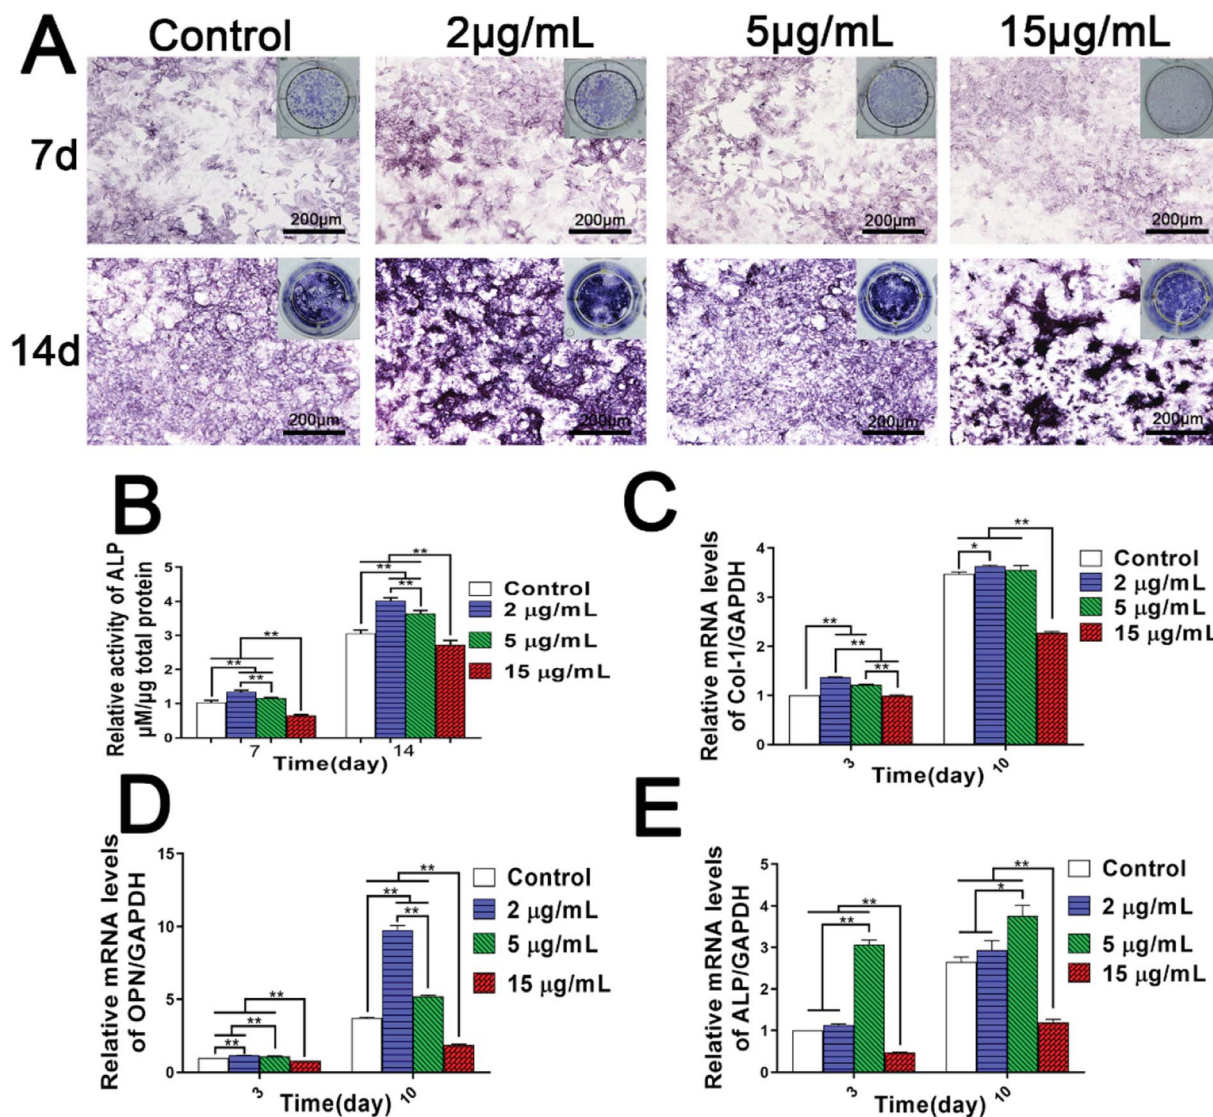 A
Control 2µg/mL 5µg/mL 15µg/mL
7d
200µm 200µm 200µm 200µm
14d
200µm 200µm 200µm 200µm
B
Relative activity of ALP
µM/µg total protein
5
4
3
2
1
0
** ** ** ** ** **
7 14
Time(day)
Control
2 µg/mL
5 µg/mL
15 µg/mL
C
Relative mRNA levels
of Col-1/GAPDH
4
3
2
1
0
** ** ** * **
3 10
Time(day)
Control
2 µg/mL
5 µg/mL
15 µg/mL
D
Relative mRNA levels
of OPN/GAPDH
15
10
5
0
** ** ** ** ** **
3 10
Time(day)
Control
2 µg/mL
5 µg/mL
15 µg/mL
E
Relative mRNA levels
of ALP/GAPDH
5
4
3
2
1
0
** ** * **
3 10
Time(day)
Control
2 µg/mL
5 µg/mL
15 µg/mL